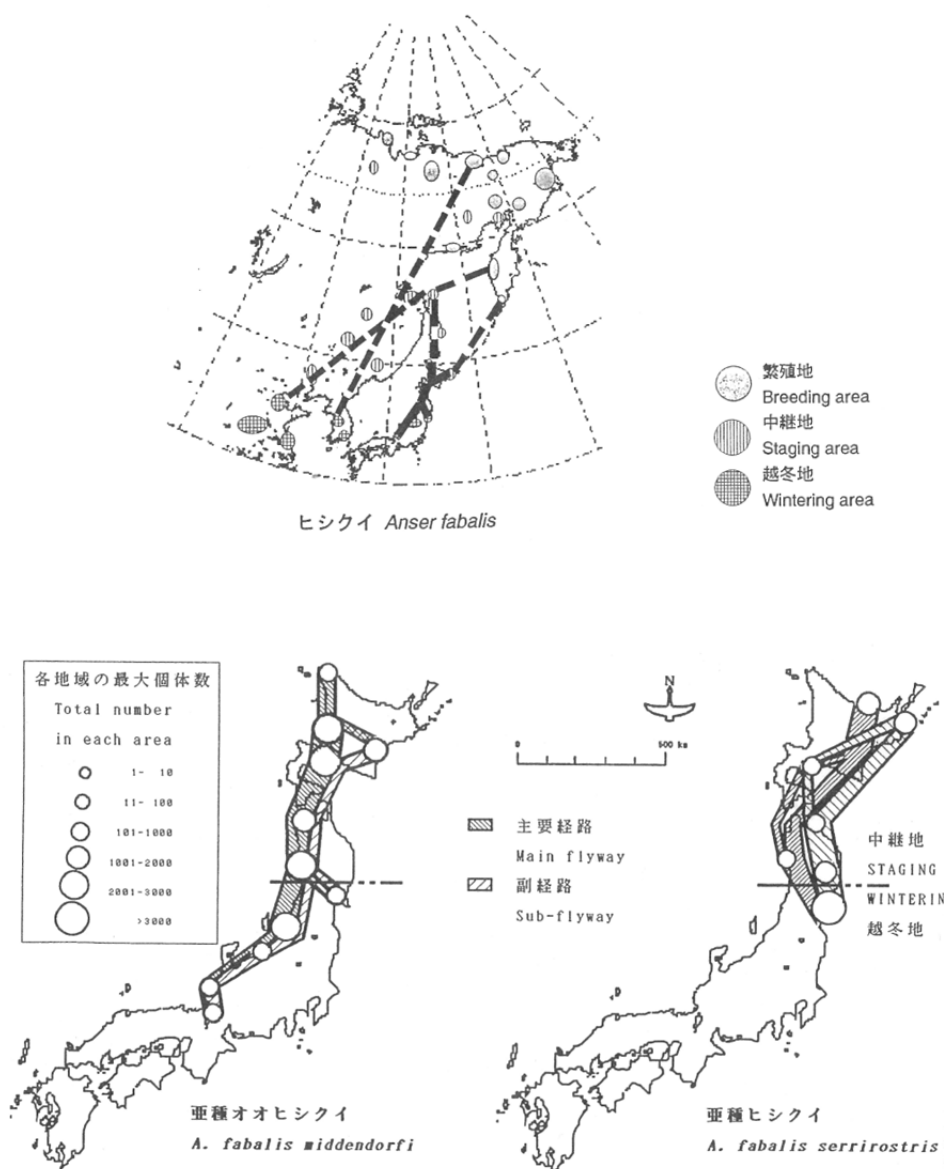 繁殖地
Breeding area
中継地
Staging area
越冬地
Wintering area
ヒシクイ Anser fabalis
各地域の最大個体数
Total number
in each area
1- 10
11- 100
101-1000
1001-2000
2001-3000
>3000
N
0
500 km
主要経路
Main flyway
副経路
Sub-flyway
中継地
STAGING
WINTERIN
越冬地
亜種オオヒシクイ
A. fabalis middendorfi
亜種ヒシクイ
A. fabalis serrirostris